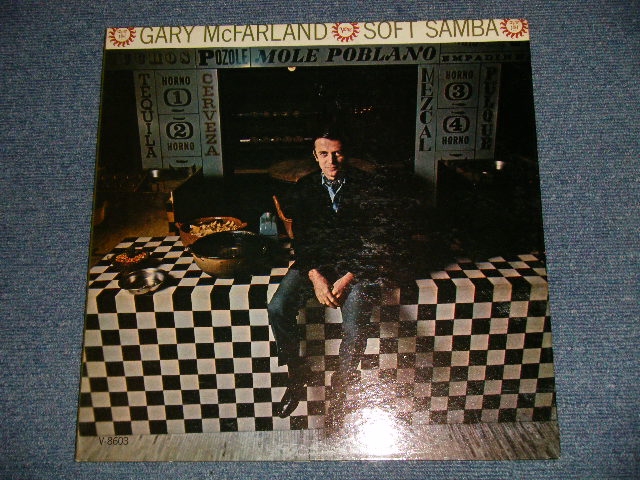 GARY McFARLAND Verve SOFT SAMBA
POZOLE MOLE POBLANO
TEQUILA
HORNO
1
2
HORNO
CERVEZA
MEZCAL
HORNO
3
4
HORNO
PULQUE
V-8603